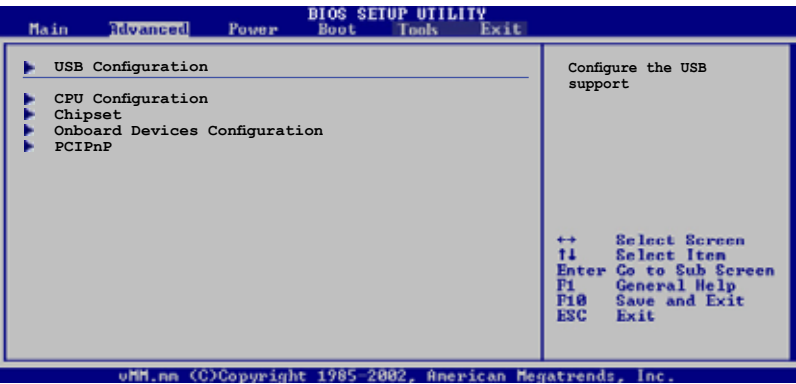 BIOS SETUP UTILITY
Main Advanced Power Boot Tools Exit
USB Configuration
CPU Configuration
Chipset
Onboard Devices Configuration
PCIPnP
Configure the USB
support
↔ Select Screen
↑↓ Select Item
Enter Go to Sub Screen
F1 General Help
F10 Save and Exit
ESC Exit
vMM.mm (C)Copyright 1985-2002, American Megatrends, Inc.